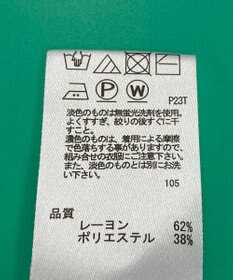 P W
P23T
淡色のものは無蛍光洗剤を使用。
よくすすぎ、絞りの後すぐに干
すこと。
濃色のものは、着用による摩擦
で色落ちする事がありますので、
組み合せの衣服にご注意下さい。
また、淡色のものとは別にお洗
い下さい。
105
品質
レーヨン 62%
ポリエステル 38%